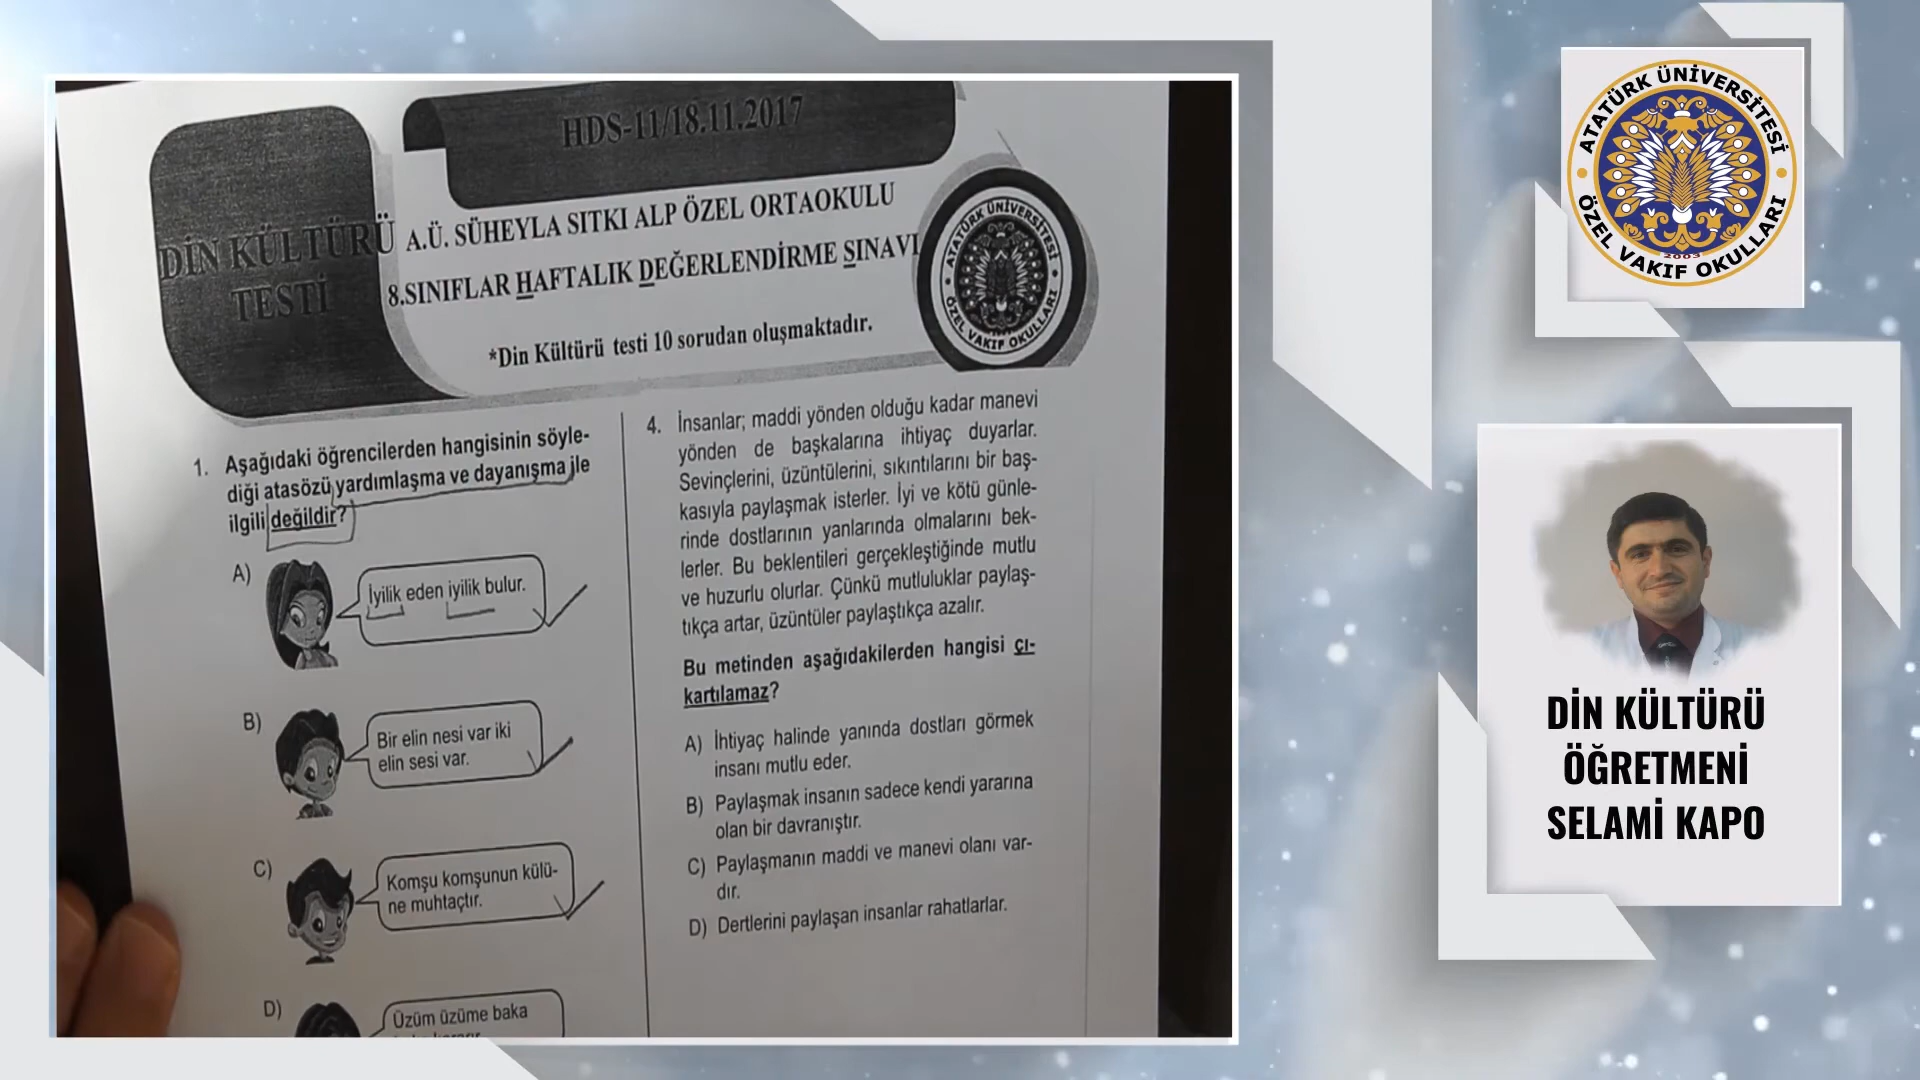 HDS-11/18.11.2017
DİN KÜLTÜRÜ
TESTİ
A.Ü. SÜHEYLA SITKI ALP ÖZEL ORTAOKULU
8.SINIFLAR HAFTALIK DEĞERLENDİRME SINAVI
*Din Kültürü testi 10 sorudan oluşmaktadır.
ATATÜRK ÜNİVERSİTESİ
ÖZEL VAKIF OKULLARI
1. Aşağıdaki öğrencilerden hangisinin söyle-
diği atasözü yardımlaşma ve dayanışma ile
ilgili değildir?
A)
İyilik eden iyilik bulur.
B)
Bir elin nesi var iki
elin sesi var.
C)
Komşu komşunun külü-
ne muhtaçtır.
D)
Üzüm üzüme baka
4. İnsanlar; maddi yönden olduğu kadar manevi
yönden de başkalarına ihtiyaç duyarlar.
Sevinçlerini, üzüntülerini, sıkıntılarını bir baş-
kasıyla paylaşmak isterler. İyi ve kötü günle-
rinde dostlarının yanlarında olmalarını bek-
lerler. Bu beklentileri gerçekleştiğinde mutlu
ve huzurlu olurlar. Çünkü mutluluklar paylaş-
tıkça artar, üzüntüler paylaştıkça azalır.
Bu metinden aşağıdakilerden hangisi çı-
kartılamaz?
A) İhtiyaç halinde yanında dostları görmek
insanı mutlu eder.
B) Paylaşmak insanın sadece kendi yararına
olan bir davranıştır.
C) Paylaşmanın maddi ve manevi olanı var-
dır.
D) Dertlerini paylaşan insanlar rahatlarlar.
ATATÜRK ÜNİVERSİTESİ
2003
ÖZEL VAKIF OKULLARI
DİN KÜLTÜRÜ
ÖĞRETMENİ
SELAMİ KAPO